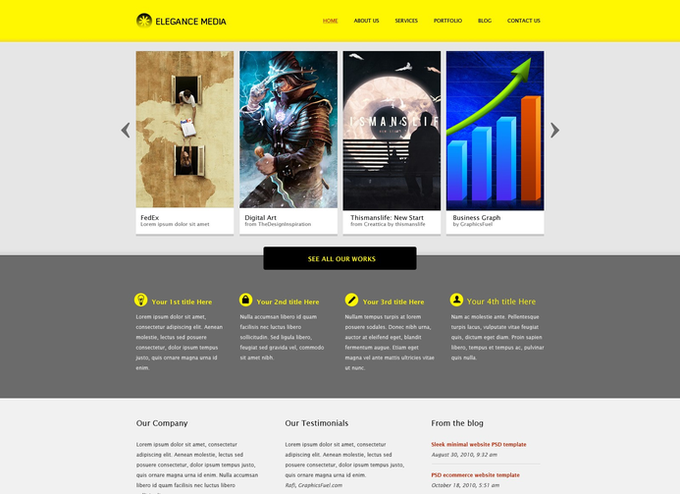 ELEGANCE MEDIA
HOME ABOUT US SERVICES PORTFOLIO BLOG CONTACT US
ISMANSLIFE
NEW START
FedEx
Lorem ipsum dolor sit amet
Digital Art
from TheDesignInspiration
Thismanslife: New Start
from Creattica by thismanslife
Business Graph
by GraphicsFuel
SEE ALL OUR WORKS
Your 1st title Here
Lorem ipsum dolor sit amet,
consectetur adipiscing elit. Aenean
molestie, lectus sed posuere
consectetur, dolor ipsum tempus
justo, quis ornare magna urna id
enim.
Your 2nd title Here
Nulla accumsan libero id quam
facilisis nec luctus libero
sollicitudin. Sed ligula libero,
feugiat sed gravida vel, commodo
sit amet nibh.
Your 3rd title Here
Nullam turpis turpis at lorem
posuere sodales. Donec nibh urna,
auctor at eleifend eget, blandit
fermentum augue. Etiam eget
magna vel ante mattis ultricies vitae
ut nunc.
Your 4th title Here
Nam ac molestie ante. Pellentesque
turpis lacus, vulputate vitae feugiat
quis, dictum eget diam. Proin sapien
libero, tempus et tempus ac, pulvinar
quis nulla.
Our Company
Lorem ipsum dolor sit amet, consectetur
adipiscing elit. Aenean molestie, lectus sed
posuere consectetur, dolor ipsum tempus
justo, quis ornare magna urna id enim. Nulla
accumsan libero id quam facilisis nec luctus
libero id quam facilisis nec luctus libero
Our Testimonials
Lorem ipsum dolor sit amet, consectetur
adipiscing elit. Aenean molestie, lectus sed
posuere consectetur, dolor ipsum tempus justo,
quis ornare magna urna id enim.
Rafi, GraphicsFuel.com
From the blog
Sleek minimal website PSD template
August 30, 2010, 9:32 am
PSD ecommerce website template
October 18, 2010, 5:51 am